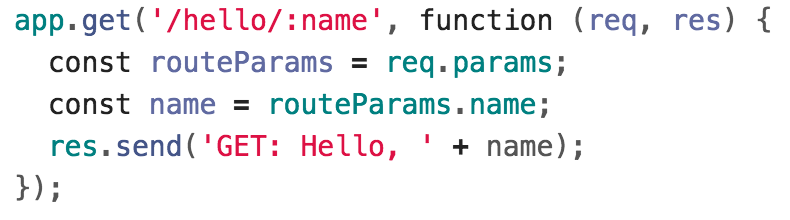 app.get('/hello/:name', function (req, res) {
  const routeParams = req.params;
  const name = routeParams.name;
  res.send('GET: Hello, ' + name);
});